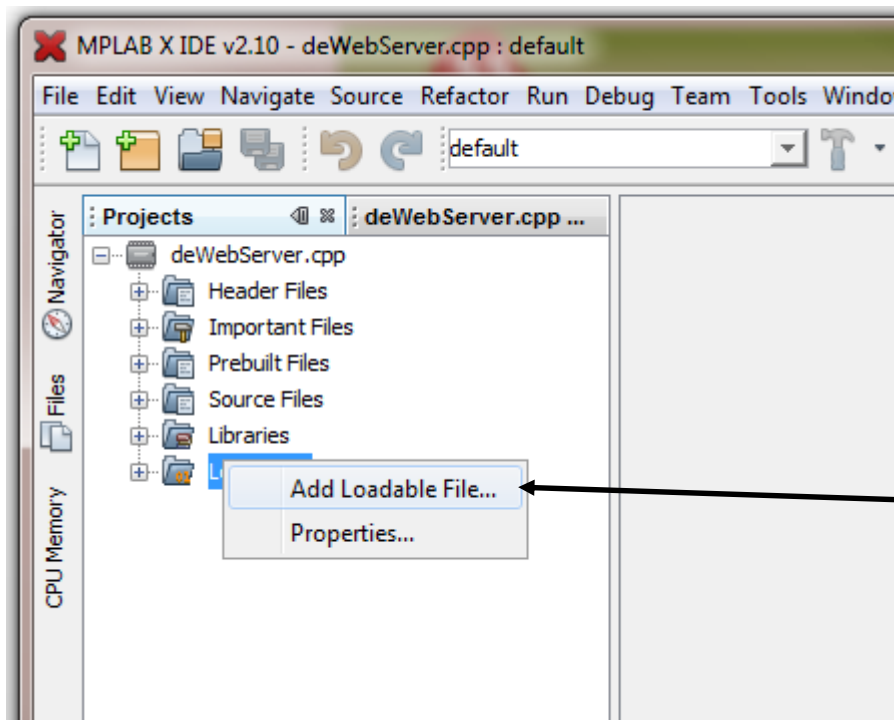 MPLAB X IDE v2.10 - deWebServer.cpp : default
File Edit View Navigate Source Refactor Run Debug Team Tools Windo
default
Projects
deWebServer.cpp ...
Navigator
Files
CPU Memory
deWebServer.cpp
Header Files
Important Files
Prebuilt Files
Source Files
Libraries
Add Loadable File...
Properties...